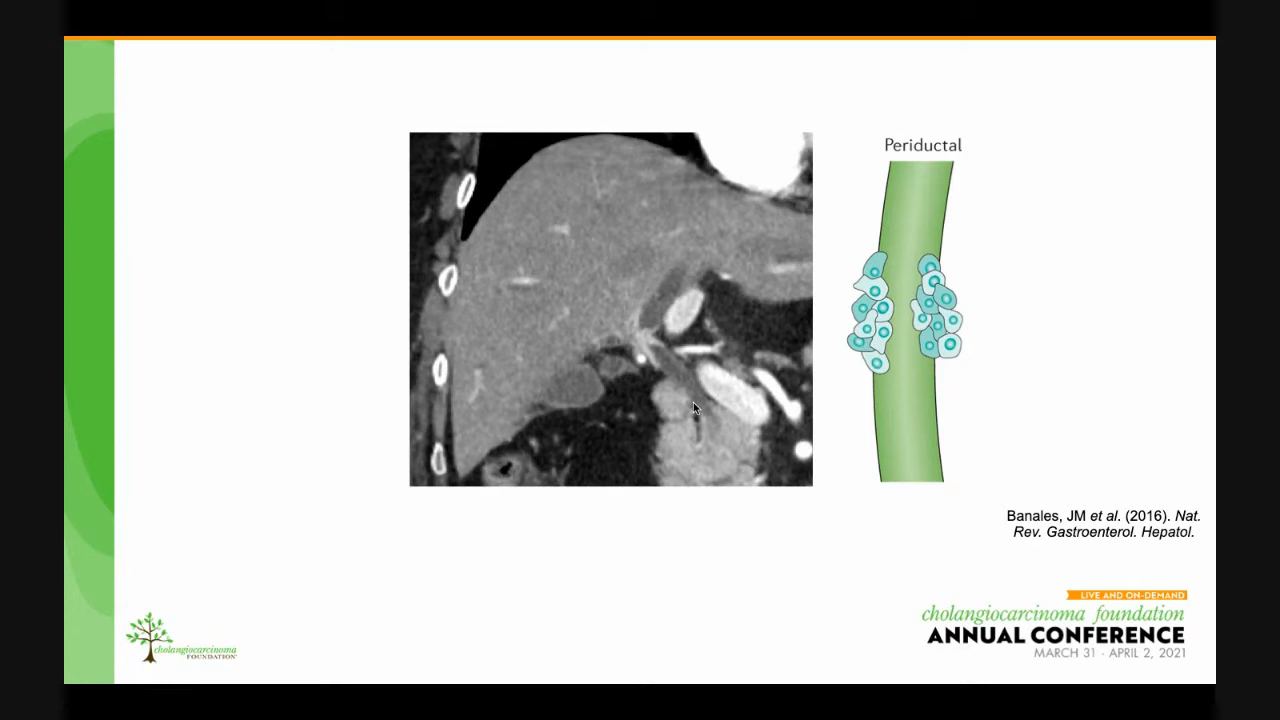 Periductal
Banales, JM et al. (2016). Nat.
Rev. Gastroenterol. Hepatol.
LIVE AND ON-DEMAND
cholangiocarcinoma foundation
ANNUAL CONFERENCE
MARCH 31 - APRIL 2, 2021
cholangiocarcinoma
FOUNDATION